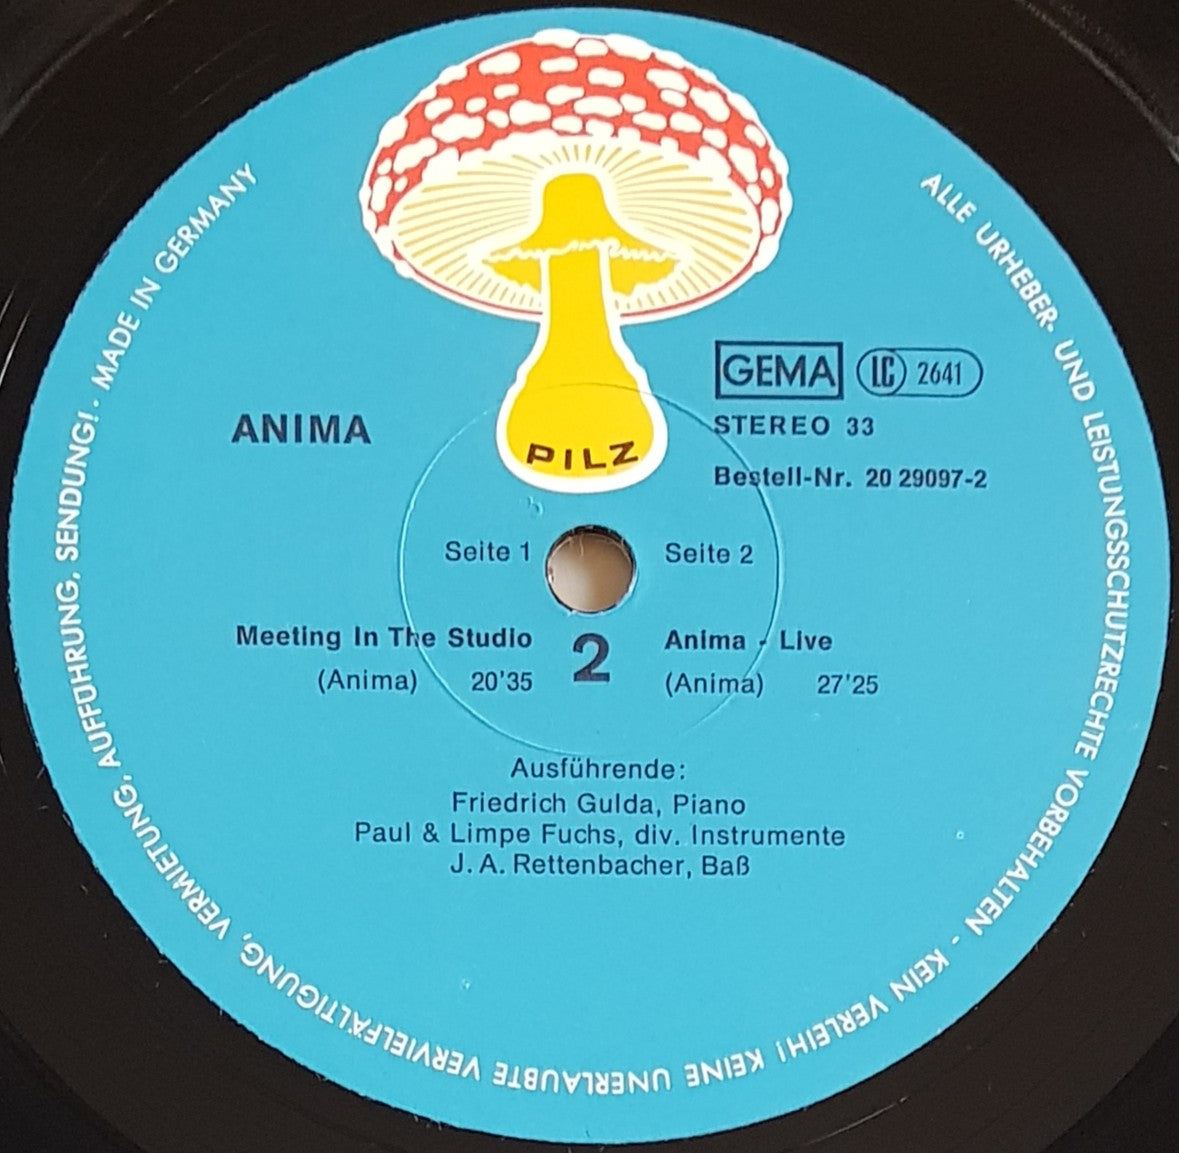 PILZ
GEMA LC 2641
STEREO 33
Bestell-Nr. 20 29097-2
ANIMA
Seite 1
Meeting In The Studio
(Anima) 20'35
2
Seite 2
Anima - Live
(Anima) 27'25
Ausführende:
Friedrich Gulda, Piano
Paul & Limpe Fuchs, div. Instrumente
J. A. Rettenbacher, Baß
ALLE URHEBER- UND LEISTUNGSSCHUTZRECHTE VORBEHALTEN - KEIN VERLEIH! KEINE UNERLAUBTE VERVIELFÄLTIGUNG, VERMIETUNG, AUFFÜHRUNG, SENDUNG! · MADE IN GERMANY